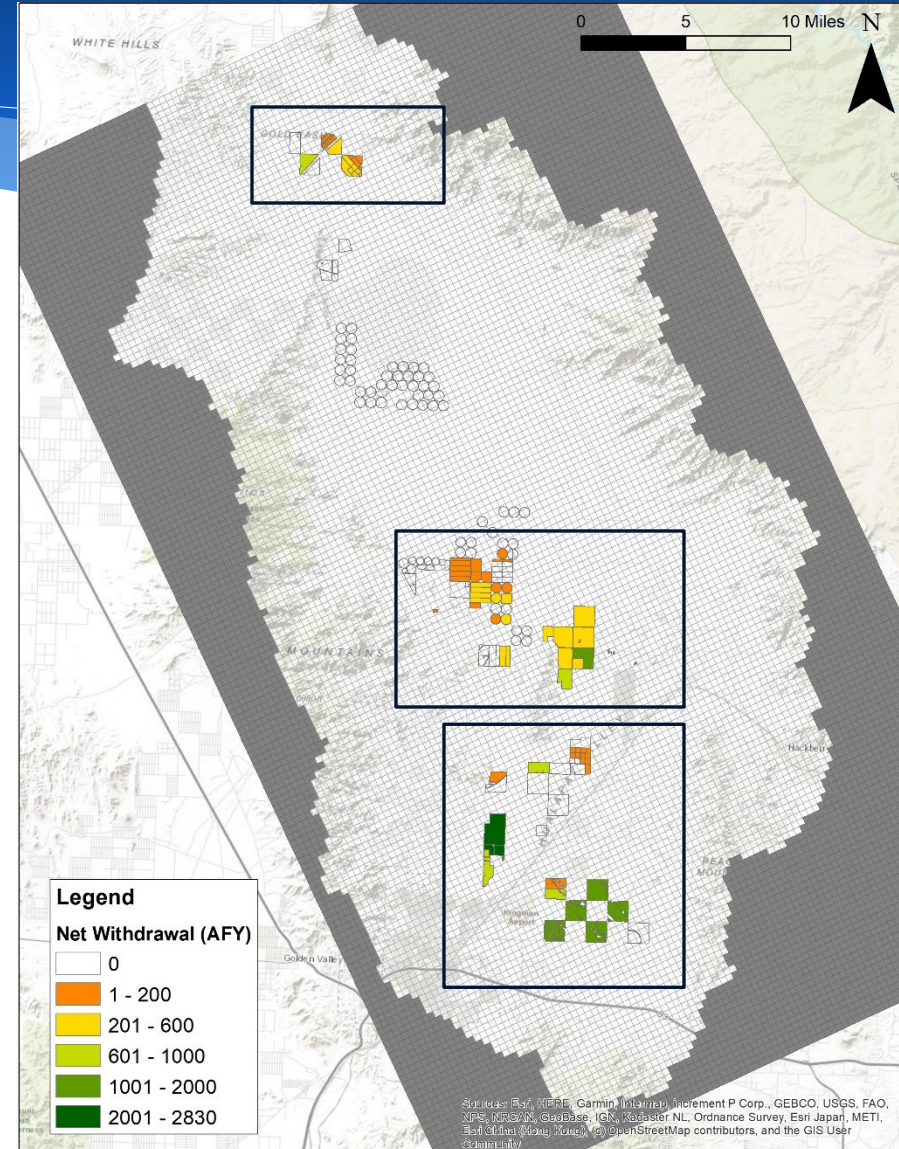 0 5 10 Miles N
WHITE HILLS
MOUNTAINS
Hackberry
Kingman
Airport
Golden Valley
Legend
Net Withdrawal (AFY)
0
1 - 200
201 - 600
601 - 1000
1001 - 2000
2001 - 2830
Sources: Esri, HERE, Garmin, Intermap, increment P Corp., GEBCO, USGS, FAO,
NPS, NRCAN, GeoBase, IGN, Kadaster NL, Ordnance Survey, Esri Japan, METI,
Esri China (Hong Kong), (c) OpenStreetMap contributors, and the GIS User
Community